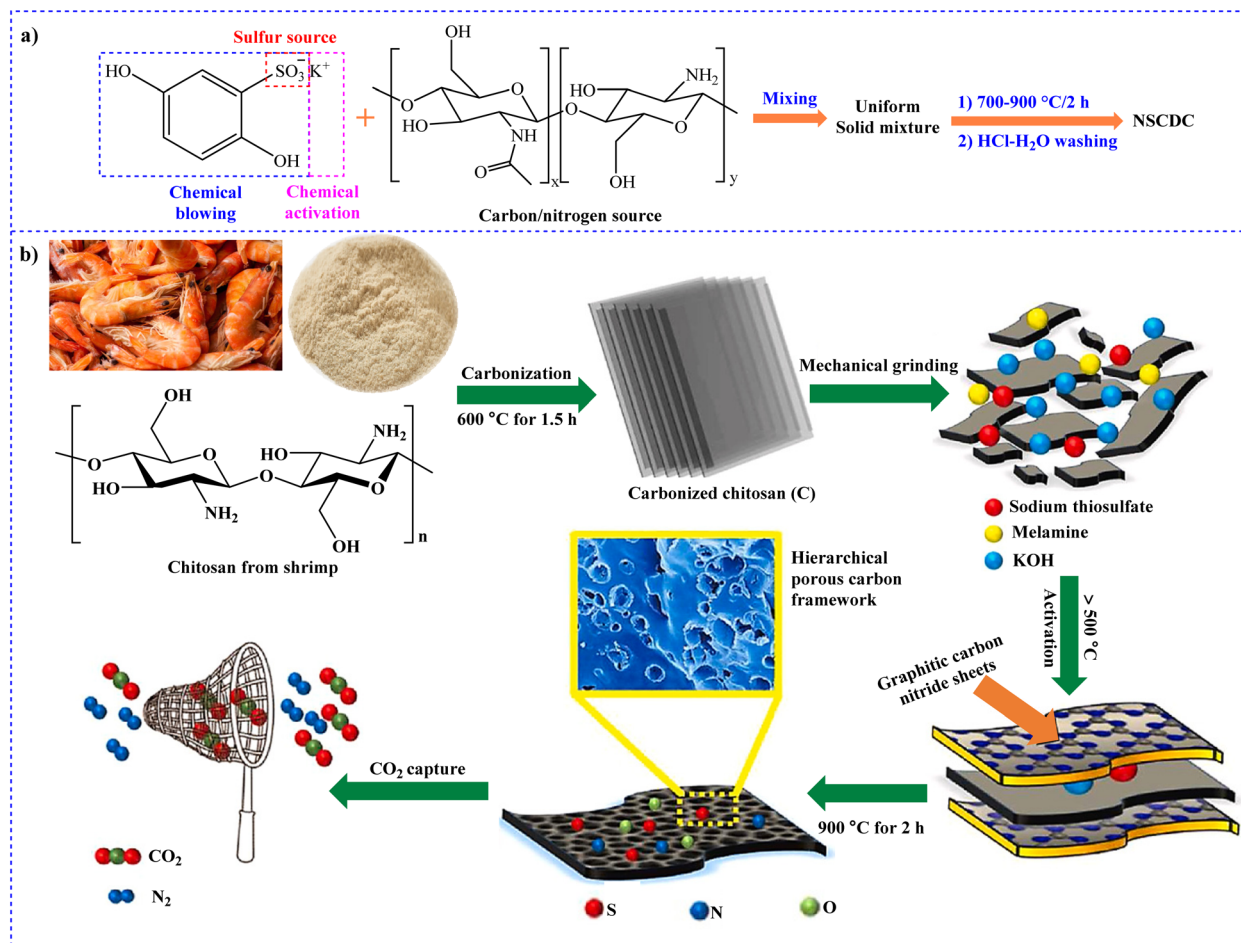 a)
Sulfur source
HO
SO3⁻ K⁺
OH
Chemical
blowing
Chemical
activation
+
OH
O
O
HO
NH
O
x
O
HO
NH2
O
OH
y
Carbon/nitrogen source
Mixing
Uniform
Solid mixture
1) 700-900 °C/2 h
2) HCl-H2O washing
NSCDC
b)
OH
O
O
HO
NH2
O
HO
NH2
O
OH
n
Chitosan from shrimp
Carbonization
600 °C for 1.5 h
Carbonized chitosan (C)
Mechanical grinding
Sodium thiosulfate
Melamine
KOH
> 500 °C
Activation
Graphitic carbon
nitride sheets
900 °C for 2 h
Hierarchical
porous carbon
framework
S
N
O
CO2 capture
CO2
N2